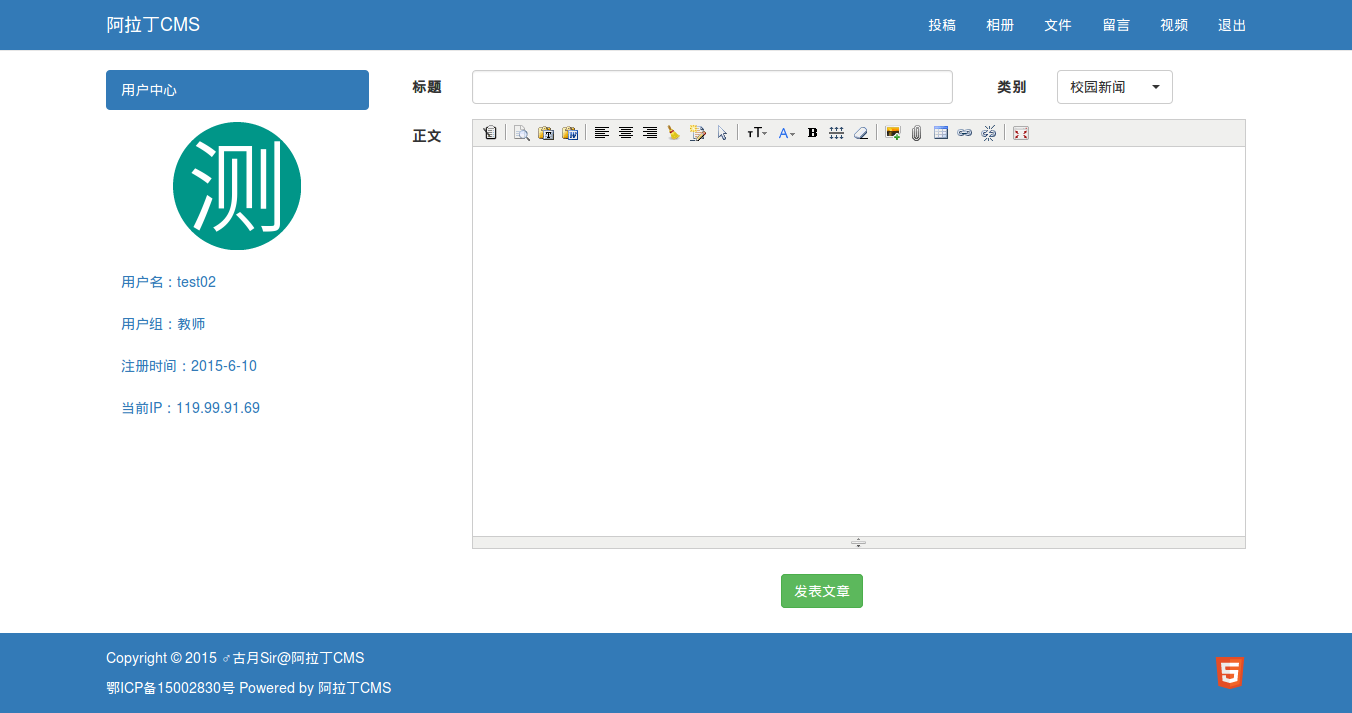 阿拉丁CMS 投稿 相册 文件 留言 视频 退出
用户中心
测
用户名：test02
用户组：教师
注册时间：2015-6-10
当前IP：119.99.91.69
标题 类别 校园新闻
正文
发表文章
Copyright © 2015 ♂古月Sir@阿拉丁CMS
鄂ICP备15002830号 Powered by 阿拉丁CMS